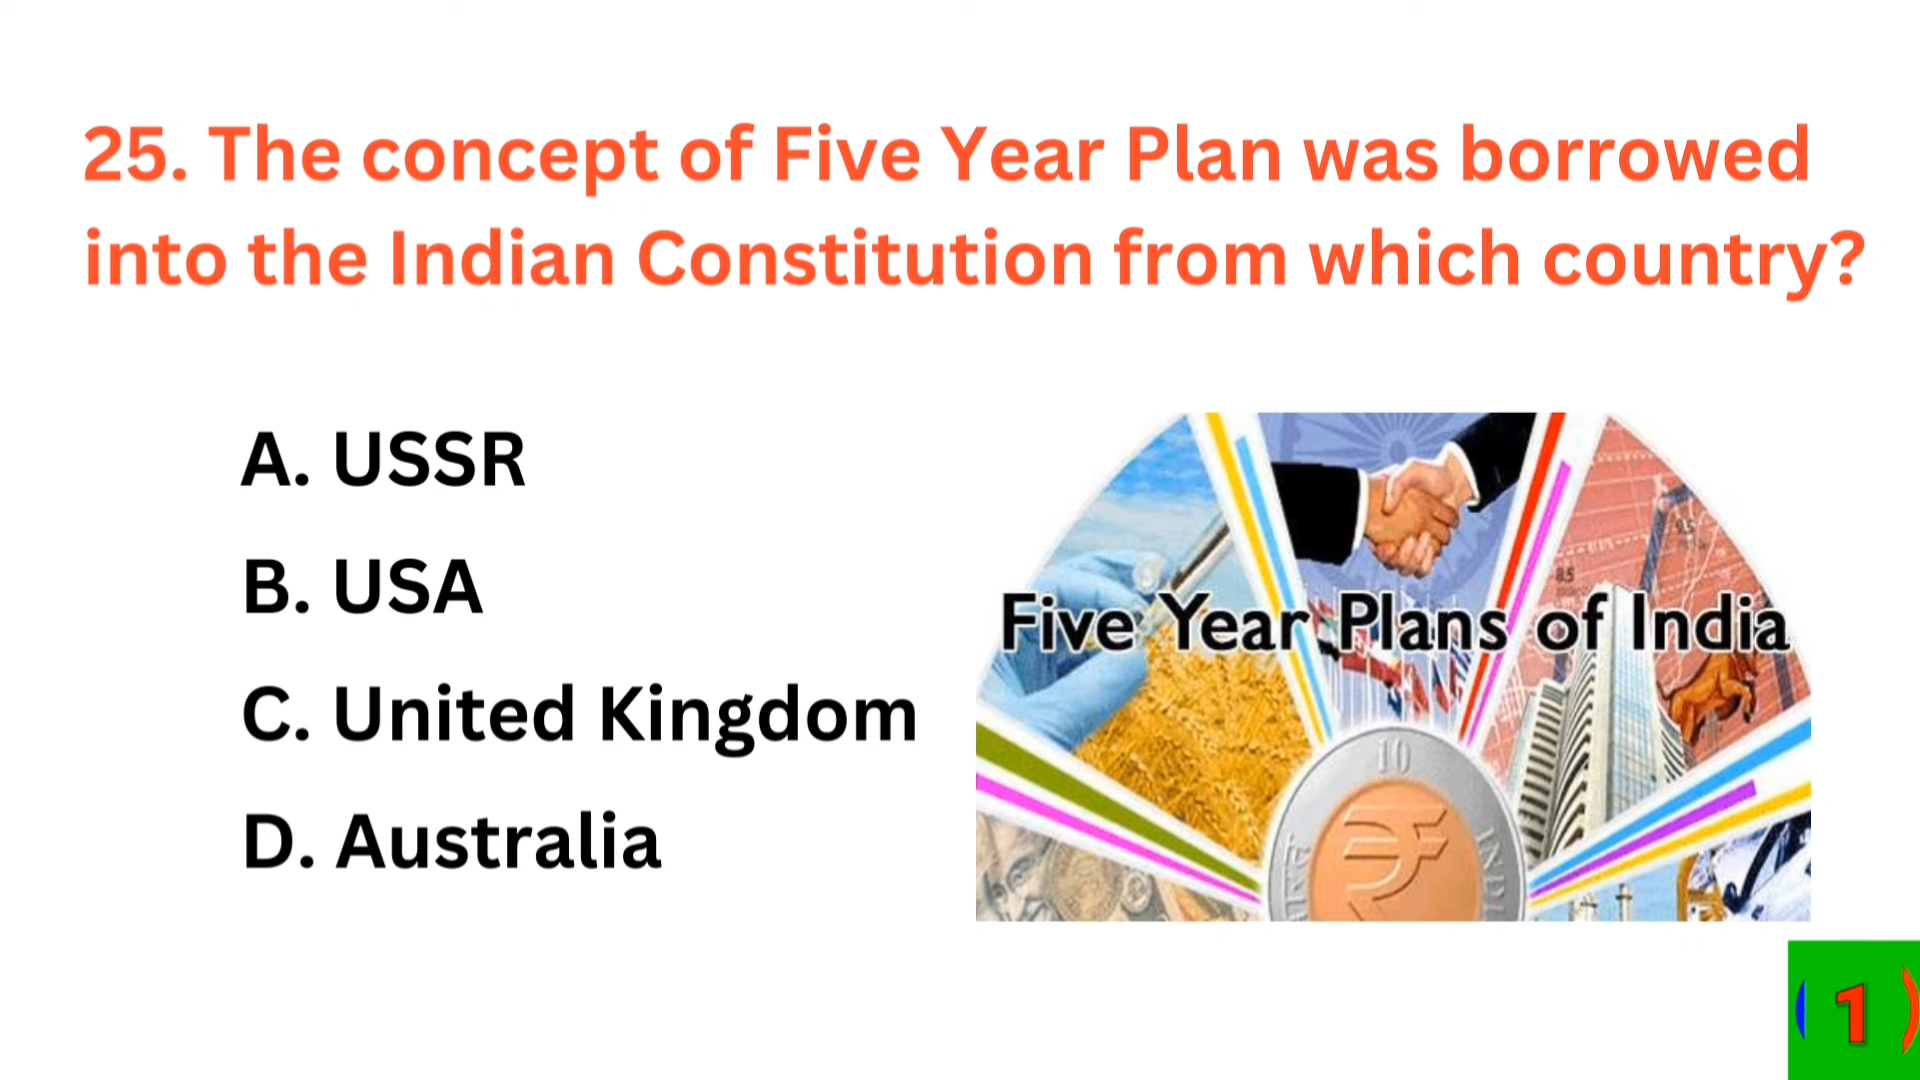 25. The concept of Five Year Plan was borrowed
into the Indian Constitution from which country?
A. USSR
B. USA
C. United Kingdom
D. Australia
Five Year Plans of India
10
1